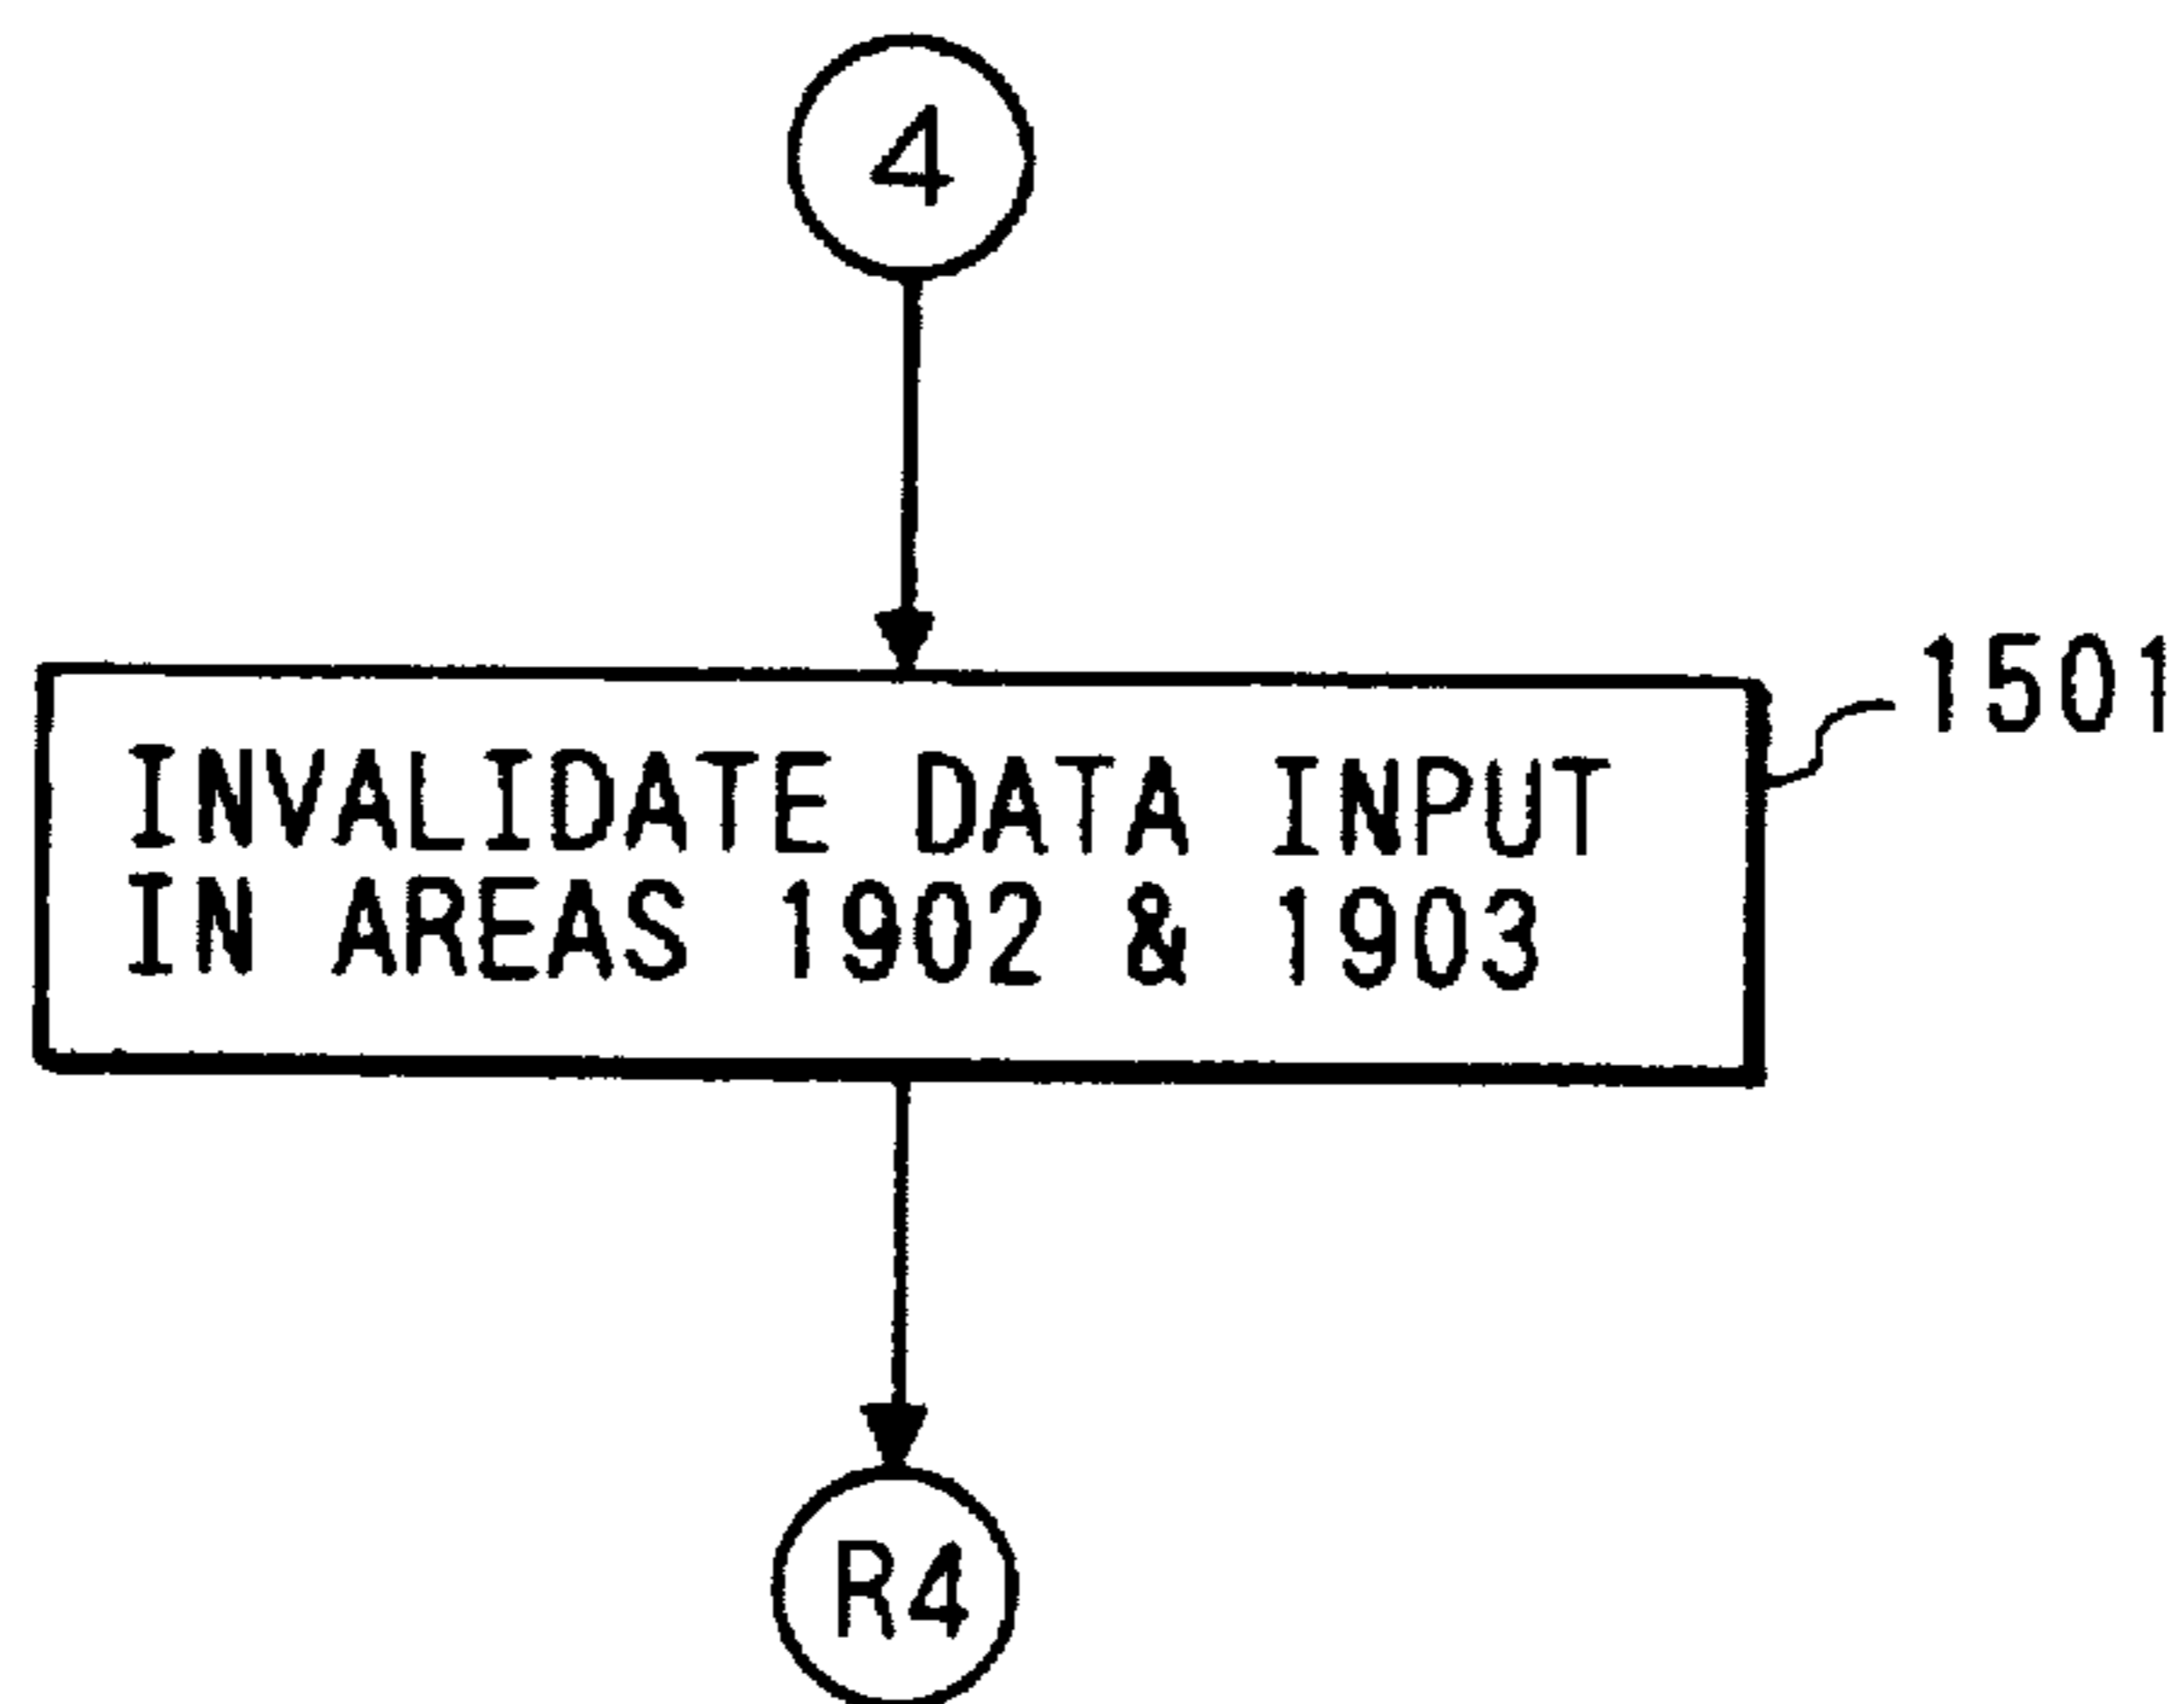 4
1501
INVALIDATE DATA INPUT
IN AREAS 1902 & 1903
R4